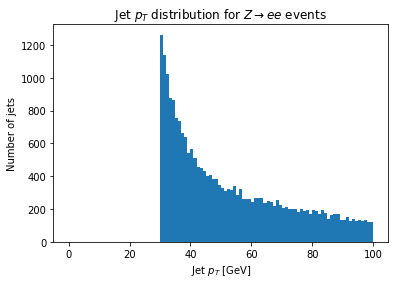 Jet $p_T$ distribution for $Z \rightarrow ee$ events
Number of jets
1200
1000
800
600
400
200
0
0 20 40 60 80 100
Jet $p_T$ [GeV]